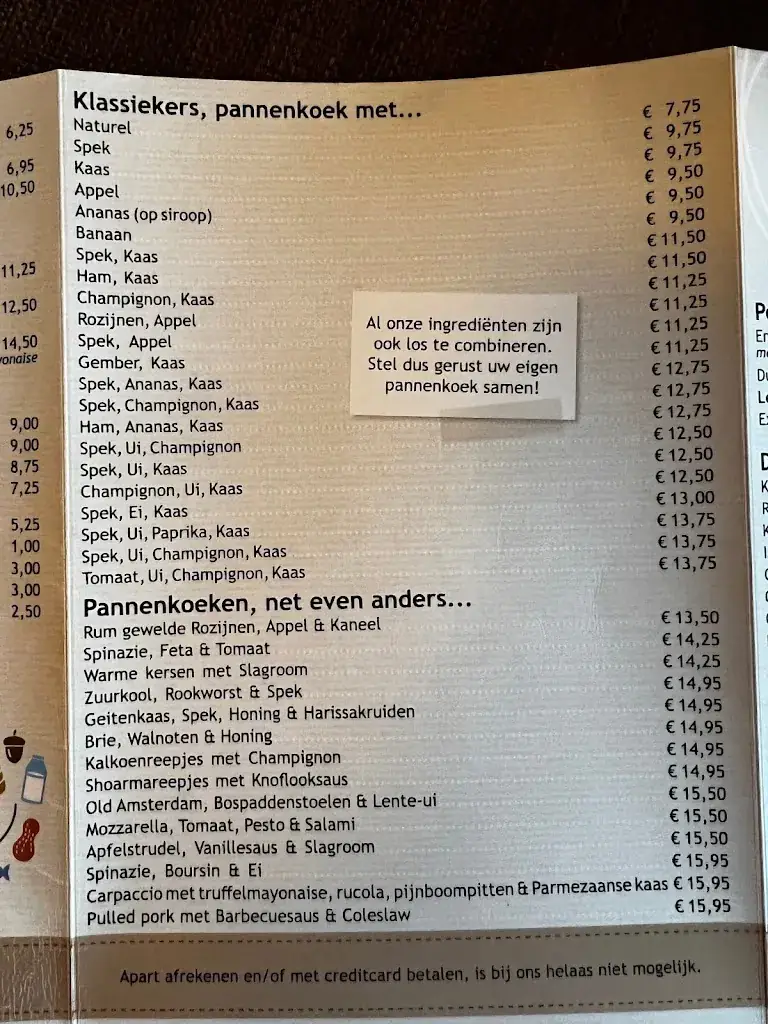 6,25
6,95
10,50
11,25
12,50
14,50
yonaise
9,00
9,00
8,75
7,25
5,25
1,00
3,00
3,00
2,50
Klassiekers, pannenkoek met...
Naturel € 7,75
Spek € 9,75
Kaas € 9,75
Appel € 9,50
Ananas (op siroop) € 9,50
Banaan € 9,50
Spek, Kaas € 11,50
Ham, Kaas € 11,50
Champignon, Kaas € 11,25
Rozijnen, Appel € 11,25
Spek, Appel € 11,25
Gember, Kaas € 11,25
Spek, Ananas, Kaas € 12,75
Spek, Champignon, Kaas € 12,75
Ham, Ananas, Kaas € 12,75
Spek, Ui, Champignon € 12,50
Spek, Ui, Kaas € 12,50
Champignon, Ui, Kaas € 12,50
Spek, Ei, Kaas € 13,00
Spek, Ui, Paprika, Kaas € 13,75
Spek, Ui, Champignon, Kaas € 13,75
Tomaat, Ui, Champignon, Kaas € 13,75
Al onze ingrediënten zijn
ook los te combineren.
Stel dus gerust uw eigen
pannenkoek samen!
Pannenkoeken, net even anders...
Rum gewelde Rozijnen, Appel & Kaneel € 13,50
Spinazie, Feta & Tomaat € 14,25
Warme kersen met Slagroom € 14,25
Zuurkool, Rookworst & Spek € 14,95
Geitenkaas, Spek, Honing & Harissakruiden € 14,95
Brie, Walnoten & Honing € 14,95
Kalkoenreepjes met Champignon € 14,95
Shoarmareepjes met Knoflooksaus € 14,95
Old Amsterdam, Bospaddenstoelen & Lente-ui € 15,50
Mozzarella, Tomaat, Pesto & Salami € 15,50
Apfelstrudel, Vanillesaus & Slagroom € 15,50
Spinazie, Boursin & Ei € 15,95
Carpaccio met truffelmayonaise, rucola, pijnboompitten & Parmezaanse kaas € 15,95
Pulled pork met Barbecuesaus & Coleslaw € 15,95
Apart afrekenen en/of met creditcard betalen, is bij ons helaas niet mogelijk.